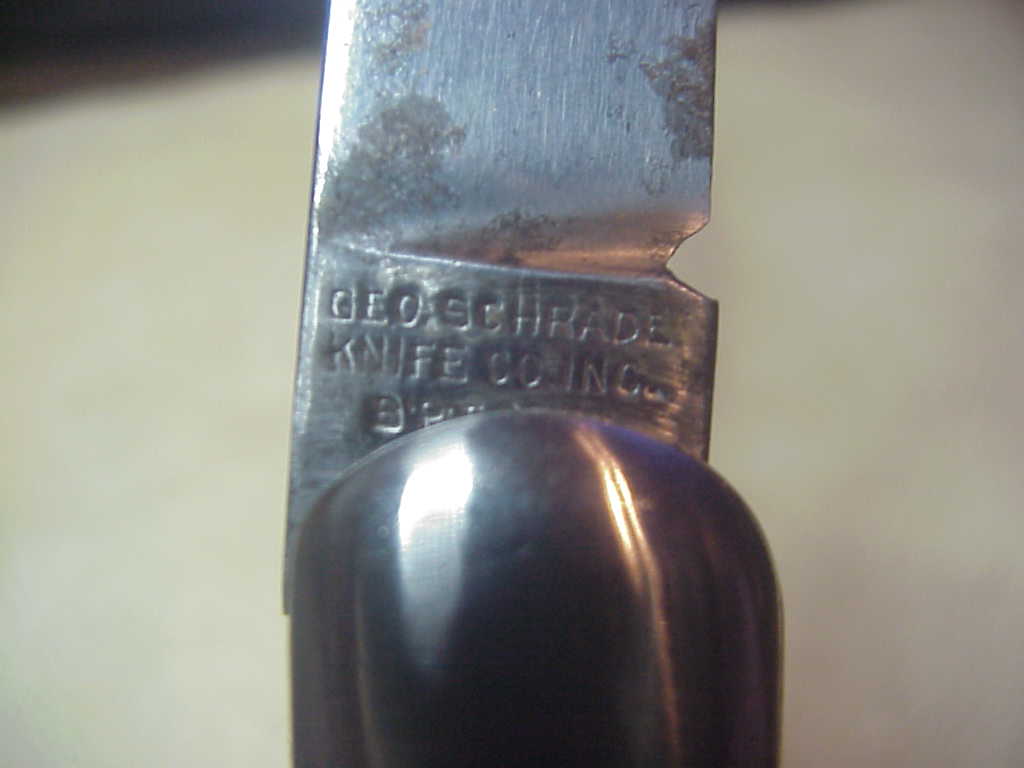 GEO. SCHRADE
KNIFE CO. INC.